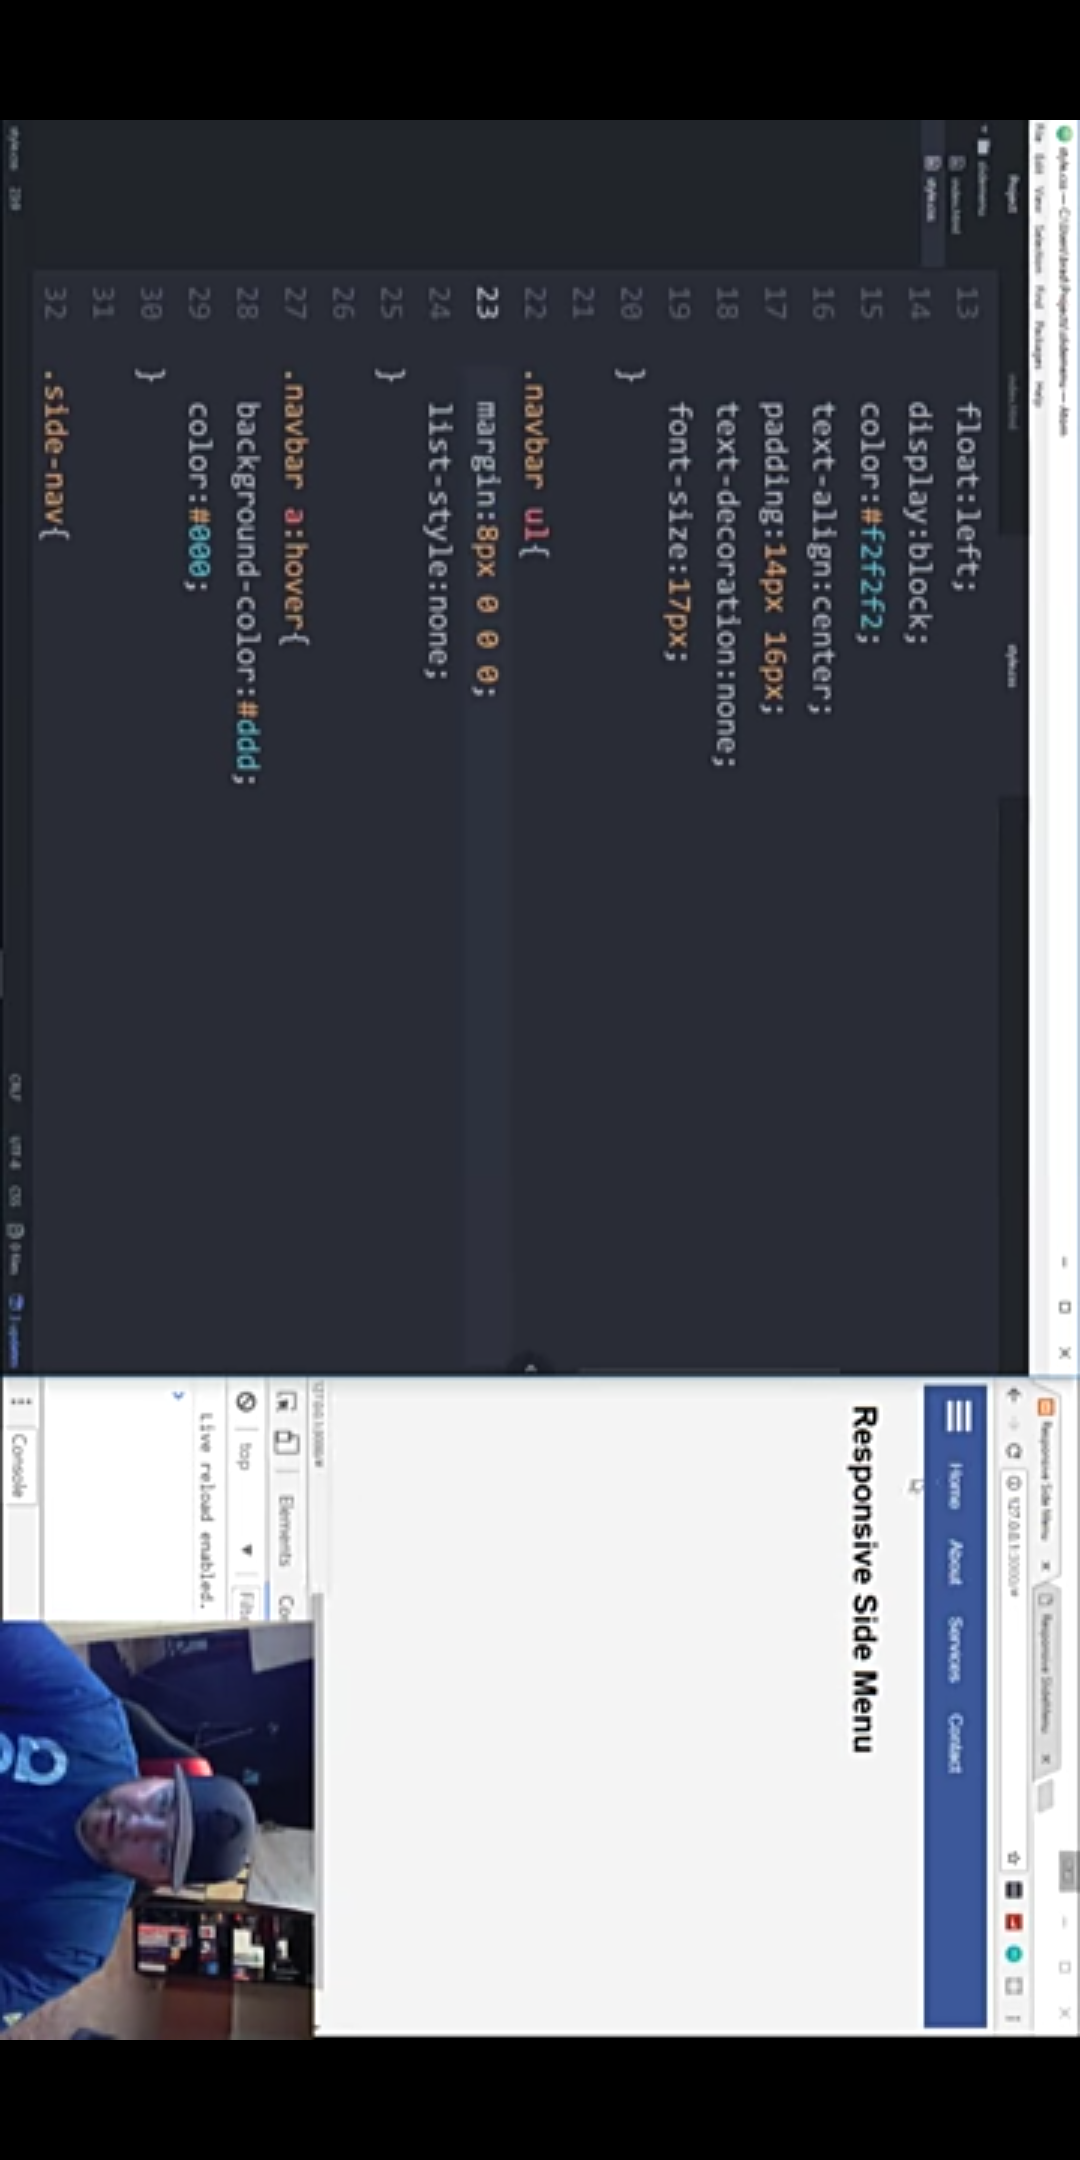 style.css — C:\Users\brad\Projects\slidemenu — Atom
File Edit View Selection Find Packages Help
Project
slidemenu
index.html
style.css
index.html
style.css
13 float:left;
14 display:block;
15 color:#f2f2f2;
16 text-align:center;
17 padding:14px 16px;
18 text-decoration:none;
19 font-size:17px;
20 }
21
22 .navbar ul{
23 margin:8px 0 0 0;
24 list-style:none;
25 }
26
27 .navbar a:hover{
28 background-color:#ddd;
29 color:#000;
30 }
31
32 .side-nav{
style.css
CRLF UTF-8 CSS 0 files 3 updates
Responsive Side Menu
Responsive SlideMenu
127.0.0.1:3000/#
Home About Services Contact
Responsive Side Menu
127.0.0.1:3000/#
Elements Co
top
Filte
Live reload enabled.
Console